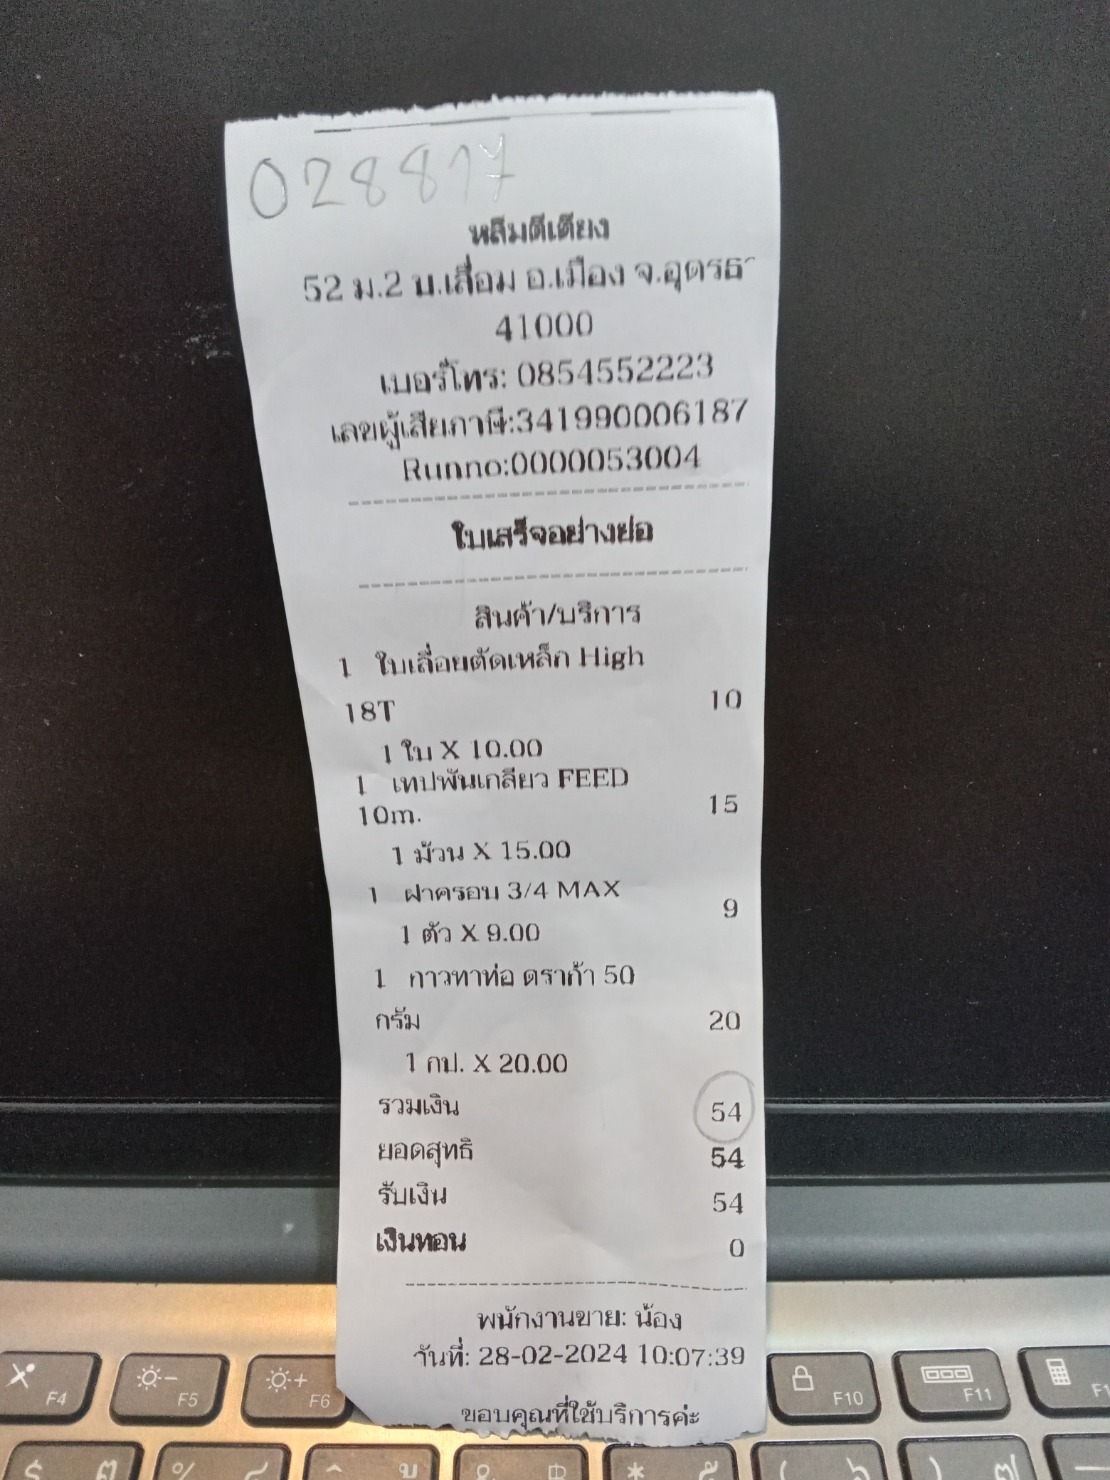 028817
หลีมตีเตียง
52 ม.2 บ.เลื่อม อ.เมือง จ.อุดรธ
41000
เบอร์โทร: 0854552223
เลขผู้เสียภาษี:341990006187
Runno:0000053004
ใบเสร็จอย่างย่อ
สินค้า/บริการ
1 ใบเลื่อยตัดเหล็ก High
18T 10
1 ใบ X 10.00
1 เทปพันเกลียว FEED
10m. 15
1 ม้วน X 15.00
1 ฝาครอบ 3/4 MAX
9
1 ตัว X 9.00
1 กาวทาท่อ ตราก้า 50
กรัม 20
1 กป. X 20.00
รวมเงิน 54
ยอดสุทธิ 54
รับเงิน 54
เงินทอน 0
พนักงานขาย: น้อง
วันที่: 28-02-2024 10:07:39
ขอบคุณที่ใช้บริการค่ะ
F4 F5 F6 F10 F11